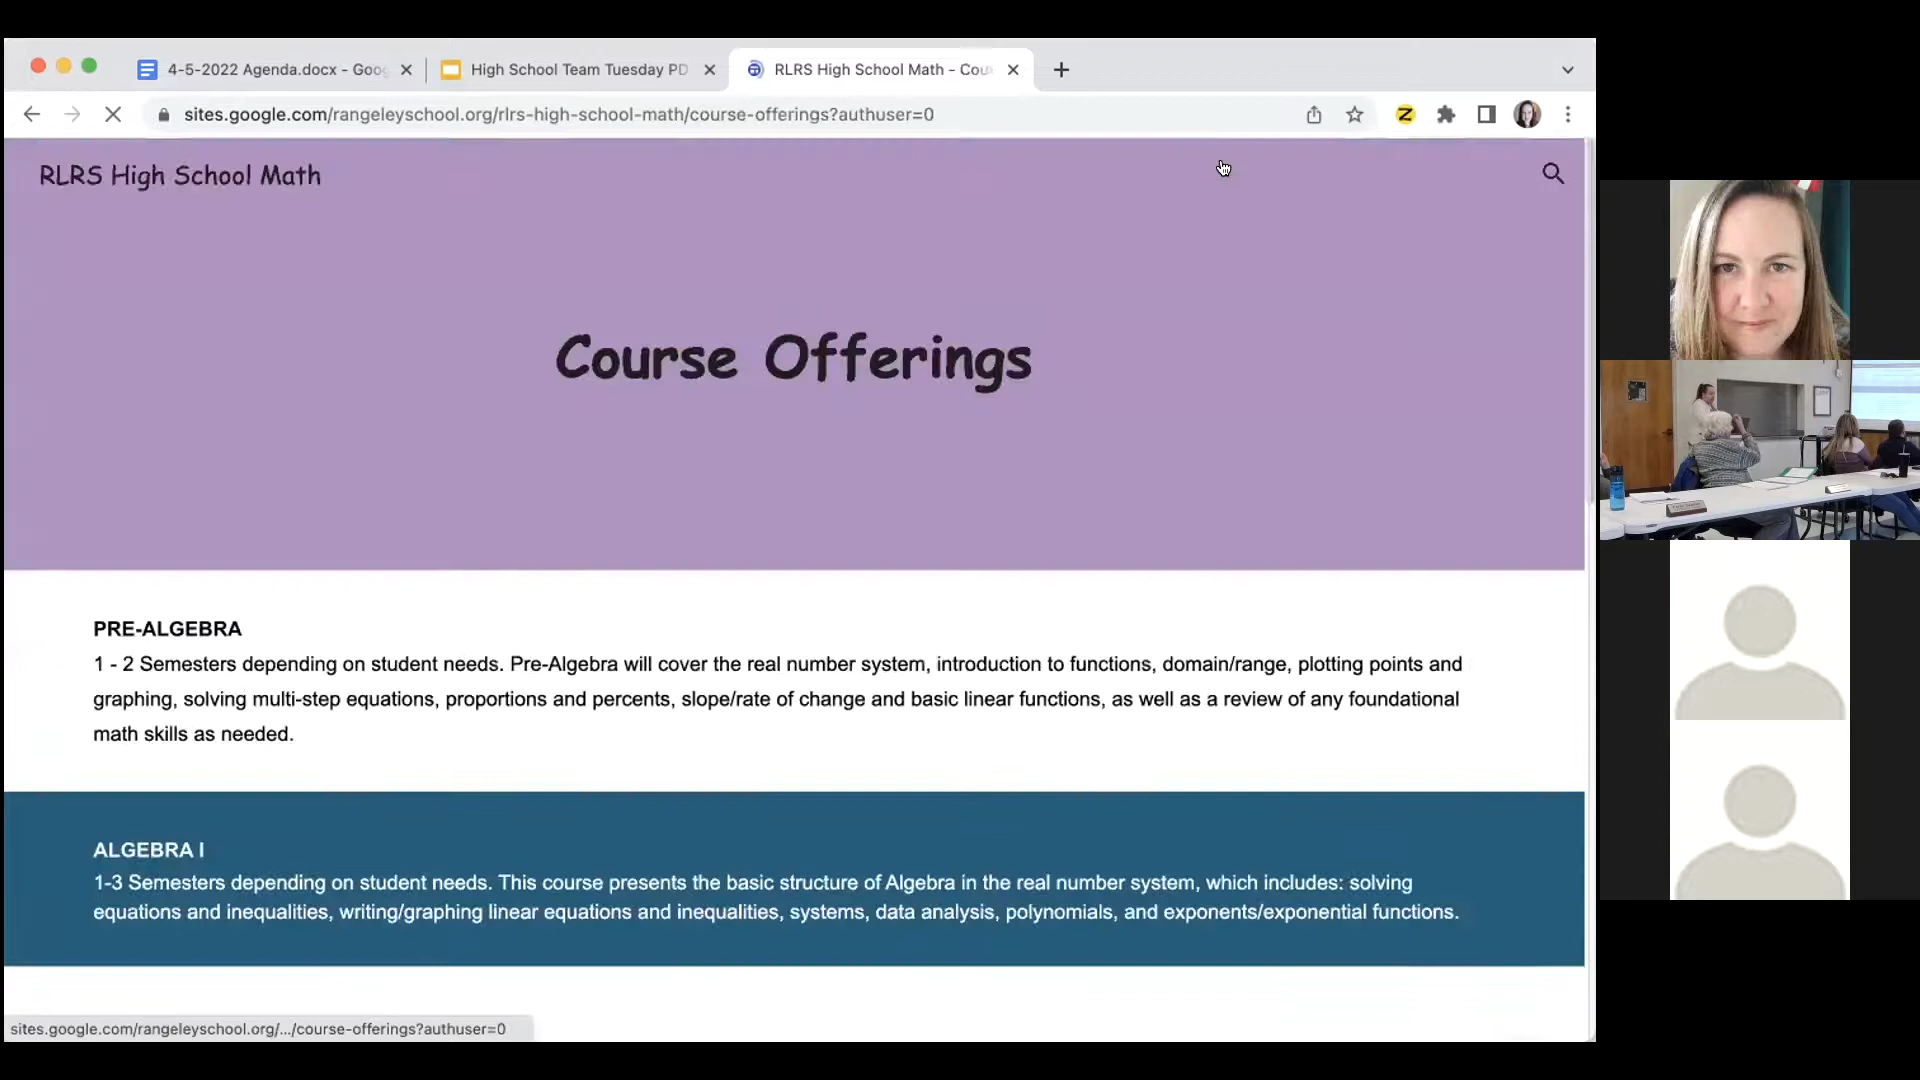 4-5-2022 Agenda.docx - Goo
High School Team Tuesday PD
RLRS High School Math - Cou
sites.google.com/rangeleyschool.org/rlrs-high-school-math/course-offerings?authuser=0
RLRS High School Math
Course Offerings
PRE-ALGEBRA
1 - 2 Semesters depending on student needs. Pre-Algebra will cover the real number system, introduction to functions, domain/range, plotting points and
graphing, solving multi-step equations, proportions and percents, slope/rate of change and basic linear functions, as well as a review of any foundational
math skills as needed.
ALGEBRA I
1-3 Semesters depending on student needs. This course presents the basic structure of Algebra in the real number system, which includes: solving
equations and inequalities, writing/graphing linear equations and inequalities, systems, data analysis, polynomials, and exponents/exponential functions.
sites.google.com/rangeleyschool.org/.../course-offerings?authuser=0